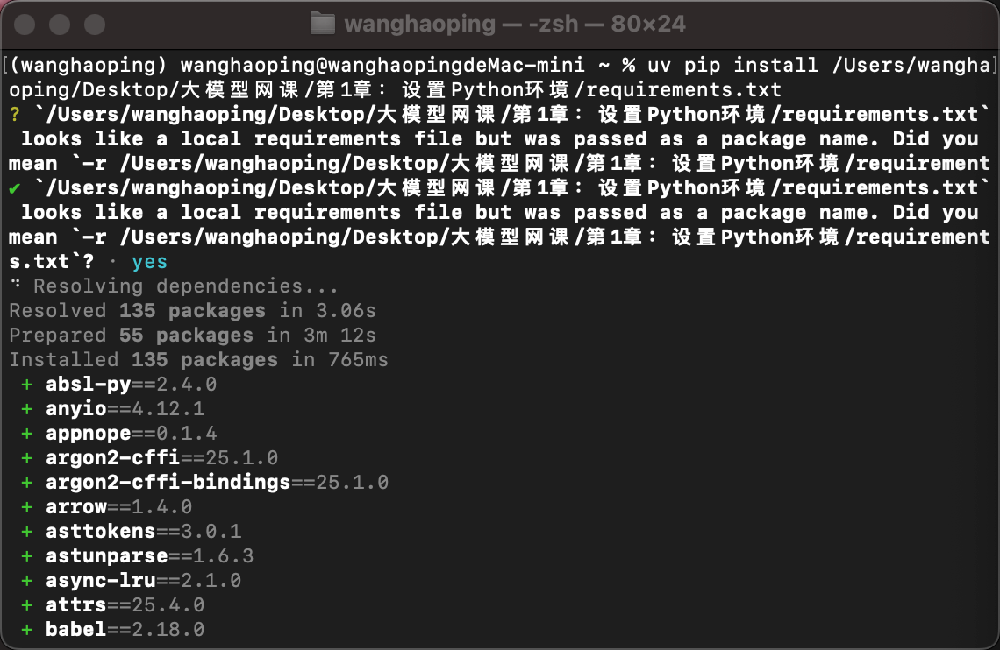 wanghaoping — -zsh — 80×24
[(wanghaoping) wanghaoping@wanghaopingdeMac-mini ~ % uv pip install /Users/wangha]
oping/Desktop/大模型网课/第1章：设置Python环境/requirements.txt
? `/Users/wanghaoping/Desktop/大模型网课/第1章：设置Python环境/requirements.txt`
 looks like a local requirements file but was passed as a package name. Did you
mean `-r /Users/wanghaoping/Desktop/大模型网课/第1章：设置Python环境/requirement
✔ `/Users/wanghaoping/Desktop/大模型网课/第1章：设置Python环境/requirements.txt`
 looks like a local requirements file but was passed as a package name. Did you
mean `-r /Users/wanghaoping/Desktop/大模型网课/第1章：设置Python环境/requirement
s.txt`? · yes
⠙ Resolving dependencies...
Resolved 135 packages in 3.06s
Prepared 55 packages in 3m 12s
Installed 135 packages in 765ms
 + absl-py==2.4.0
 + anyio==4.12.1
 + appnope==0.1.4
 + argon2-cffi==25.1.0
 + argon2-cffi-bindings==25.1.0
 + arrow==1.4.0
 + asttokens==3.0.1
 + astunparse==1.6.3
 + async-lru==2.1.0
 + attrs==25.4.0
 + babel==2.18.0